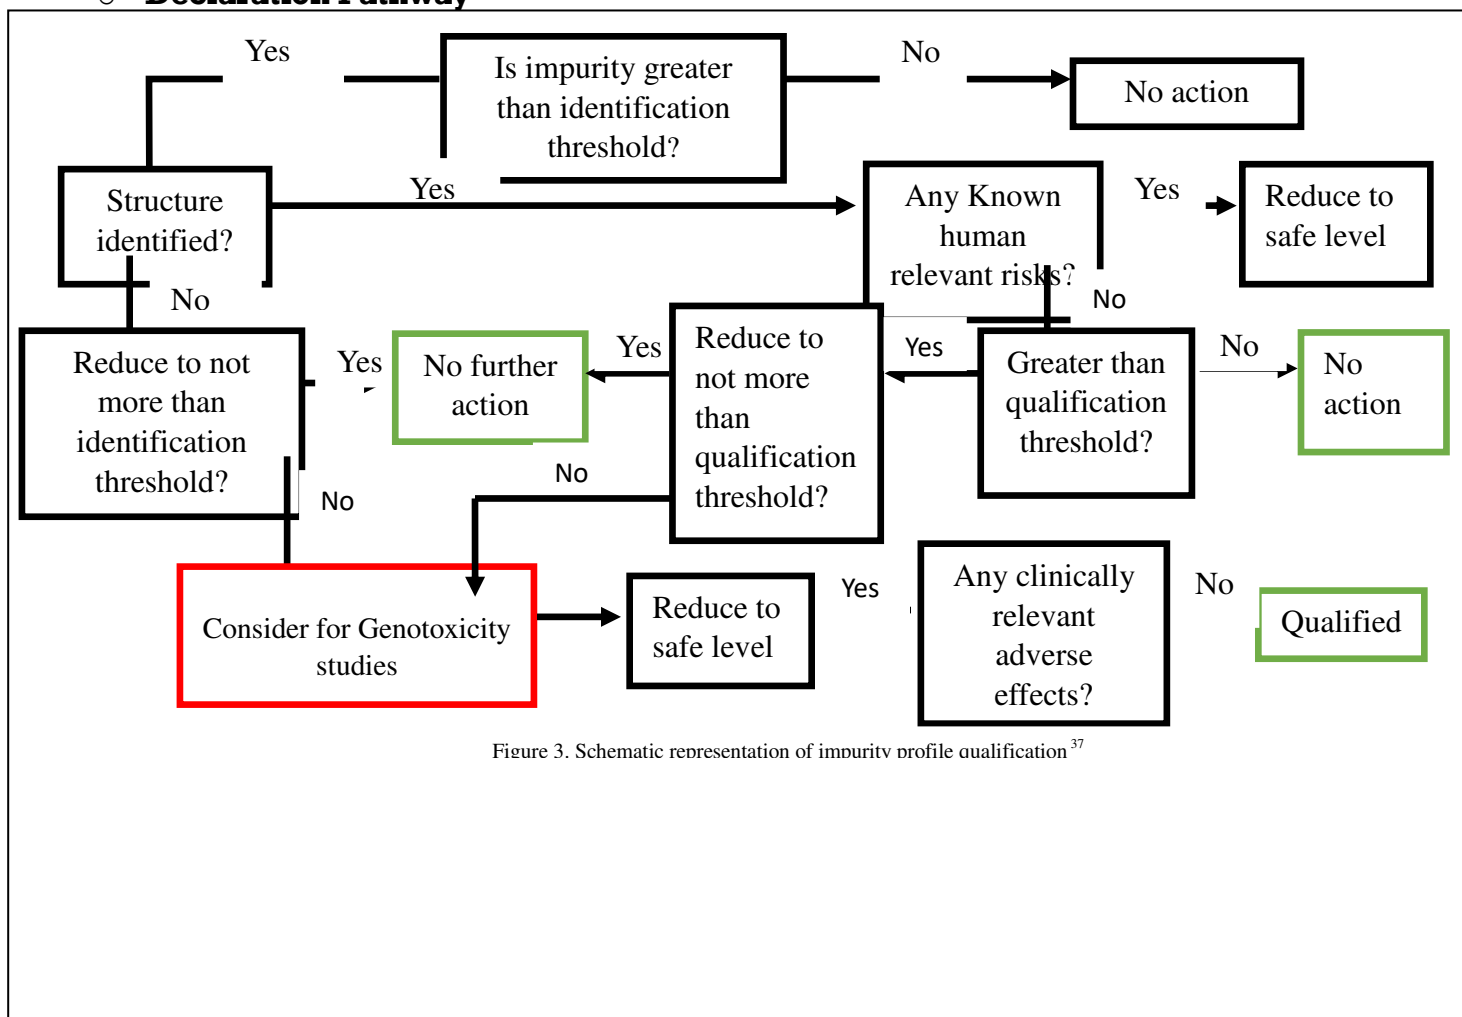 Declaration Pathway
Yes
Is impurity greater
than identification
threshold?
No
No action
Structure
identified?
Yes
Any Known
human
relevant risks?
Yes
Reduce to
safe level
No
No
Reduce to not
more than
identification
threshold?
Yes
No further
action
Yes
Reduce to
not more
than
qualification
threshold?
Yes
Greater than
qualification
threshold?
No
No
action
No
No
Consider for Genotoxicity
studies
Reduce to
safe level
Yes
Any clinically
relevant
adverse
effects?
No
Qualified
Figure 3. Schematic representation of impurity profile qualification 37